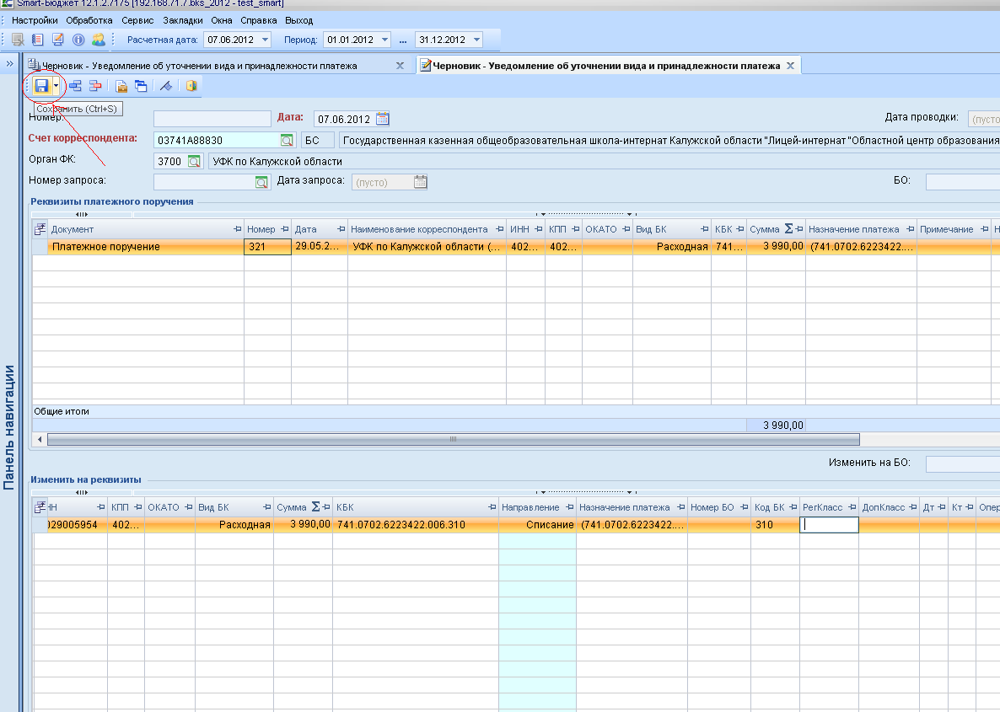 Smart-Бюджет 12.1.2.7175 [192.168.71.7.bks_2012 - test_smart]
Настройки Обработка Сервис Закладки Окна Справка Выход
Расчетная дата: 07.06.2012 Период: 01.01.2012 ... 31.12.2012
»
Черновик - Уведомление об уточнении вида и принадлежности платежа Черновик - Уведомление об уточнении вида и принадлежности платежа
Сохранить (Ctrl+S)
Номер: Дата: 07.06.2012 Дата проводки: (пусто
Счет корреспондента: 03741А88830 БС Государственная казенная общеобразовательная школа-интернат Калужской области "Лицей-интернат "Областной центр образования
Орган ФК: 3700 УФК по Калужской области
Номер запроса: Дата запроса: (пусто) БО:
Реквизиты платежного поручения
Документ Номер Дата Наименование корреспондента ИНН КПП ОКАТО Вид БК КБК Сумма Σ Назначение платежа Примечание Н
Платежное поручение 321 29.05.2... УФК по Калужской области (... 402... 402... Расходная 741... 3 990,00 (741.0702.6223422....
Общие итоги
3 990,00
Изменить на БО:
Изменить на реквизиты
НН КПП ОКАТО Вид БК Сумма Σ КБК Направление Назначение платежа Номер БО Код БК РегКласс ДопКласс Дт Кт Опер
029005954 402... Расходная 3 990,00 741.0702.6223422.006.310 Списание (741.0702.6223422.... 310
Панель навигации